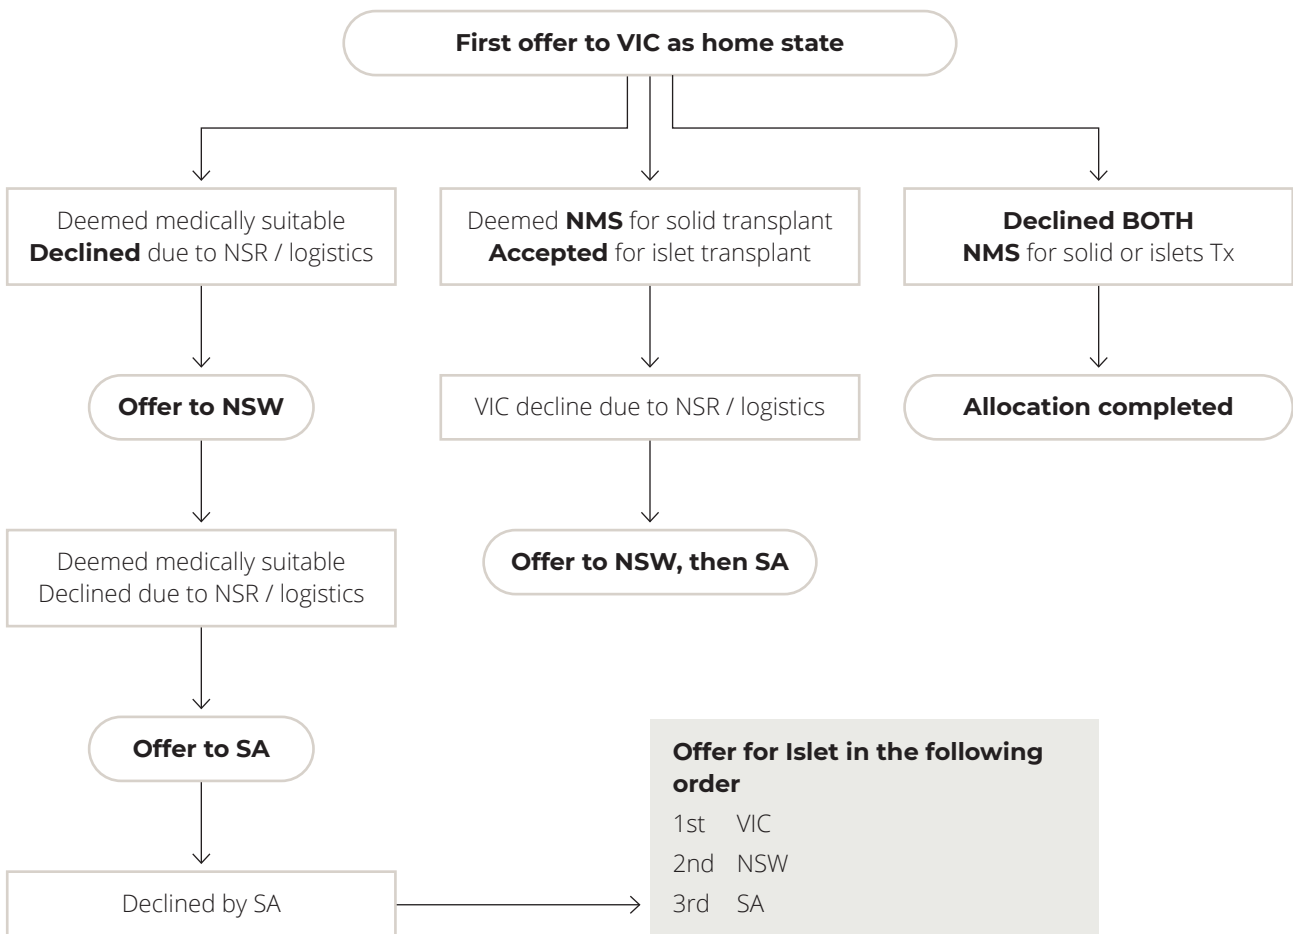 First offer to VIC as home state
Deemed medically suitable
Declined due to NSR / logistics
Deemed NMS for solid transplant
Accepted for islet transplant
Declined BOTH
NMS for solid or islets Tx
Offer to NSW
VIC decline due to NSR / logistics
Allocation completed
Deemed medically suitable
Declined due to NSR / logistics
Offer to NSW, then SA
Offer to SA
Declined by SA
Offer for Islet in the following
order
1st VIC
2nd NSW
3rd SA